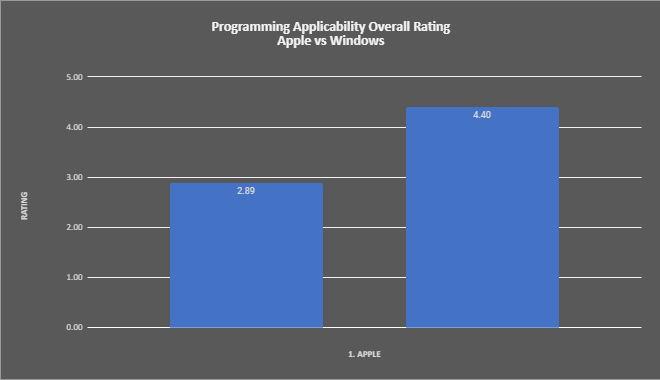 Programming Applicability Overall Rating
Apple vs Windows
5.00
4.00
3.00
2.00
1.00
0.00
RATING
2.89
4.40
1. APPLE